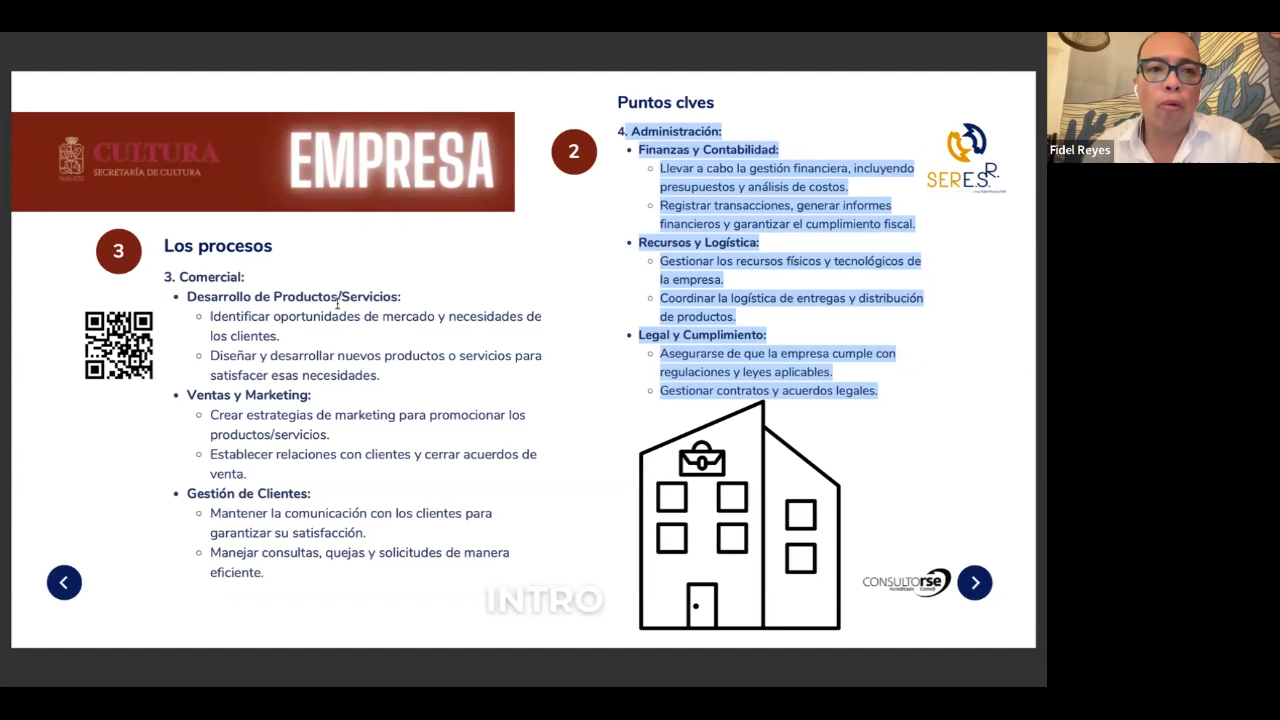 CULTURA
SECRETARÍA DE CULTURA
EMPRESA
3
Los procesos
3. Comercial:
• Desarrollo de Productos/Servicios:
Identificar oportunidades de mercado y necesidades de
los clientes.
Diseñar y desarrollar nuevos productos o servicios para
satisfacer esas necesidades.
• Ventas y Marketing:
Crear estrategias de marketing para promocionar los
productos/servicios.
Establecer relaciones con clientes y cerrar acuerdos de
venta.
• Gestión de Clientes:
Mantener la comunicación con los clientes para
garantizar su satisfacción.
Manejar consultas, quejas y solicitudes de manera
eficiente.
INTRO
2
Puntos clves
4. Administración:
• Finanzas y Contabilidad:
Llevar a cabo la gestión financiera, incluyendo
presupuestos y análisis de costos.
Registrar transacciones, generar informes
financieros y garantizar el cumplimiento fiscal.
• Recursos y Logística:
Gestionar los recursos físicos y tecnológicos de
la empresa.
Coordinar la logística de entregas y distribución
de productos.
• Legal y Cumplimiento:
Asegurarse de que la empresa cumple con
regulaciones y leyes aplicables.
Gestionar contratos y acuerdos legales.
SER E.S.R.
CONSULTORSE
Acreditado Cemefi
Fidel Reyes